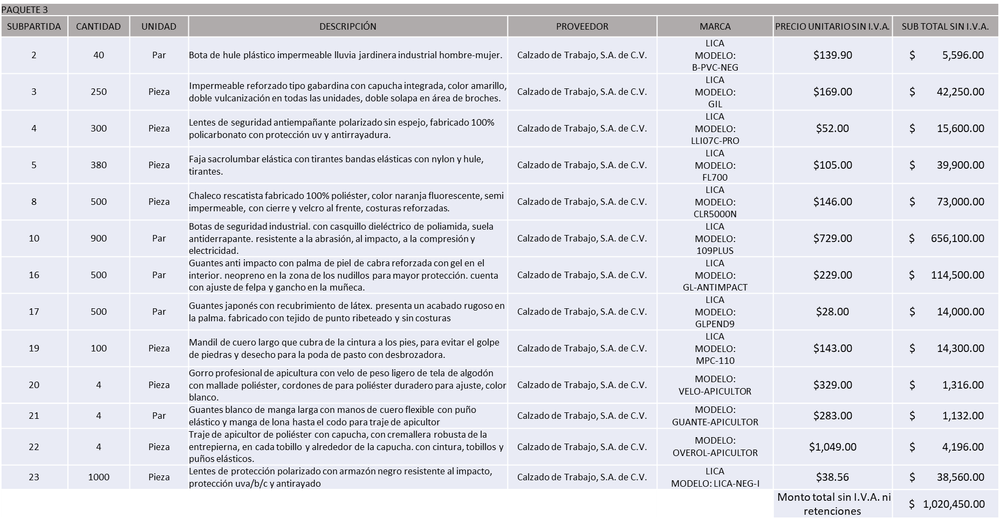 PAQUETE 3
SUBPARTIDA CANTIDAD UNIDAD DESCRIPCIÓN PROVEEDOR MARCA PRECIO UNITARIO SIN I.V.A. SUB TOTAL SIN I.V.A.
2 40 Par Bota de hule plástico impermeable lluvia jardinera industrial hombre-mujer. Calzado de Trabajo, S.A. de C.V. LICA
MODELO:
B-PVC-NEG $139.90 $ 5,596.00
3 250 Pieza Impermeable reforzado tipo gabardina con capucha integrada, color amarillo,
doble vulcanización en todas las unidades, doble solapa en área de broches. Calzado de Trabajo, S.A. de C.V. LICA
MODELO:
GIL $169.00 $ 42,250.00
4 300 Pieza Lentes de seguridad antiempañante polarizado sin espejo, fabricado 100%
policarbonato con protección uv y antirrayadura. Calzado de Trabajo, S.A. de C.V. LICA
MODELO:
LLI07C-PRO $52.00 $ 15,600.00
5 380 Pieza Faja sacrolumbar elástica con tirantes bandas elásticas con nylon y hule,
tirantes. Calzado de Trabajo, S.A. de C.V. LICA
MODELO:
FL700 $105.00 $ 39,900.00
8 500 Pieza Chaleco rescatista fabricado 100% poliéster, color naranja fluorescente, semi
impermeable, con cierre y velcro al frente, costuras reforzadas. Calzado de Trabajo, S.A. de C.V. LICA
MODELO:
CLR5000N $146.00 $ 73,000.00
10 900 Par Botas de seguridad industrial. con casquillo dieléctrico de poliamida, suela
antiderrapante. resistente a la abrasión, al impacto, a la compresión y
electricidad. Calzado de Trabajo, S.A. de C.V. LICA
MODELO:
109PLUS $729.00 $ 656,100.00
16 500 Par Guantes anti impacto con palma de piel de cabra reforzada con gel en el
interior. neopreno en la zona de los nudillos para mayor protección. cuenta
con ajuste de felpa y gancho en la muñeca. Calzado de Trabajo, S.A. de C.V. LICA
MODELO:
GL-ANTIMPACT $229.00 $ 114,500.00
17 500 Par Guantes japonés con recubrimiento de látex. presenta un acabado rugoso en
la palma. fabricado con tejido de punto ribeteado y sin costuras Calzado de Trabajo, S.A. de C.V. LICA
MODELO:
GLPEND9 $28.00 $ 14,000.00
19 100 Pieza Mandil de cuero largo que cubra de la cintura a los pies, para evitar el golpe
de piedras y desecho para la poda de pasto con desbrozadora. Calzado de Trabajo, S.A. de C.V. LICA
MODELO:
MPC-110 $143.00 $ 14,300.00
20 4 Pieza Gorro profesional de apicultura con velo de peso ligero de tela de algodón
con mallade poliéster, cordones de para poliéster duradero para ajuste, color
blanco. Calzado de Trabajo, S.A. de C.V. MODELO:
VELO-APICULTOR $329.00 $ 1,316.00
21 4 Par Guantes blanco de manga larga con manos de cuero flexible con puño
elástico y manga de lona hasta el codo para traje de apicultor Calzado de Trabajo, S.A. de C.V. MODELO:
GUANTE-APICULTOR $283.00 $ 1,132.00
22 4 Pieza Traje de apicultor de poliéster con capucha, con cremallera robusta de la
entrepierna, en cada tobillo y alrededor de la capucha. con cintura, tobillos y
puños elásticos. Calzado de Trabajo, S.A. de C.V. MODELO:
OVEROL-APICULTOR $1,049.00 $ 4,196.00
23 1000 Pieza Lentes de protección polarizado con armazón negro resistente al impacto,
protección uva/b/c y antirayado Calzado de Trabajo, S.A. de C.V. LICA
MODELO: LICA-NEG-I $38.56 $ 38,560.00
Monto total sin I.V.A. ni
retenciones $ 1,020,450.00